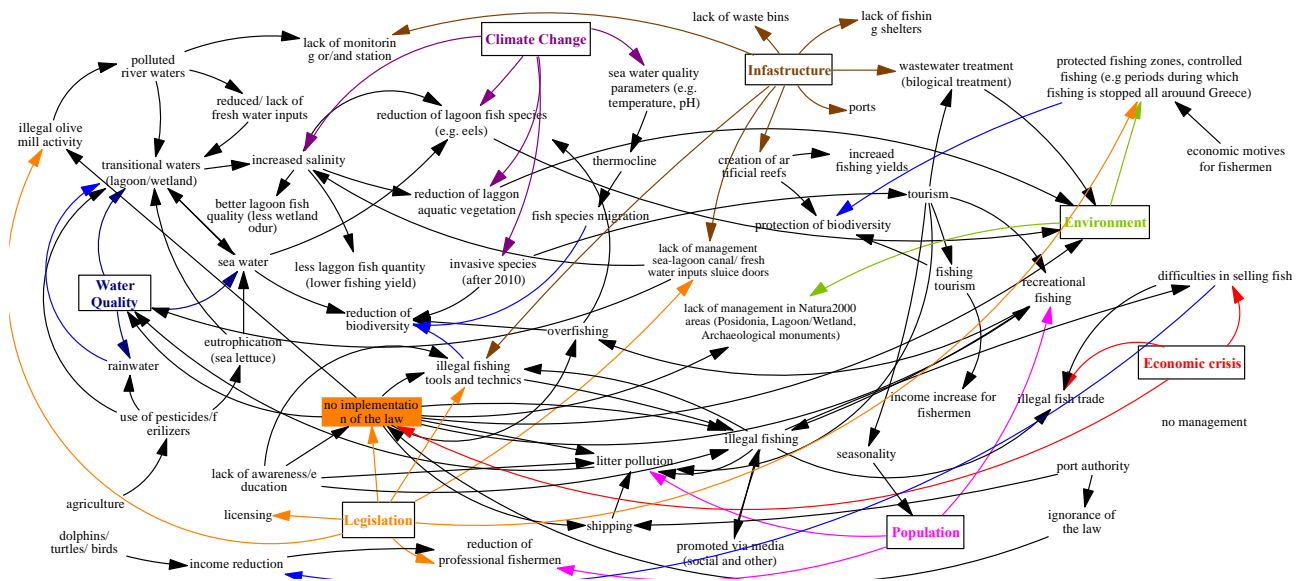 lack of waste bins
lack of fishin
g shelters
lack of monitorin
g or/and station
Climate Change
polluted
river waters
sea water quality
parameters (e.g.
temperature, pH)
Infastructure
wastewater treatment
(bilogical treatment)
protected fishing zones, controlled
fishing (e.g periods during which
fishing is stopped all arouund Greece)
reduced/ lack of
fresh water inputs
reduction of lagoon fish species
(e.g. eels)
ports
illegal olive
mill activity
transitional waters
(lagoon/wetland)
increased salinity
thermocline
creation of ar
tificial reefs
increaed
fishing yields
economic motives
for fishermen
better lagoon fish
quality (less wetland
odur)
reduction of laggon
aquatic vegetation
fish species migration
tourism
protection of biodiversity
Environment
sea water
less laggon fish quantity
(lower fishing yield)
invasive species
(after 2010)
lack of management
sea-lagoon canal/ fresh
water inputs sluice doors
fishing
tourism
recreational
fishing
difficulties in selling fish
Water
Quality
reduction of
biodiversity
lack of management in Natura2000
areas (Posidonia, Lagoon/Wetland,
Archaeological monuments)
overfishing
eutrophication
(sea lettuce)
rainwater
illegal fishing
tools and technics
Economic crisis
use of pesticides/f
erilizers
no implementatio
n of the law
income increase for
fishermen
illegal fish trade
no management
illegal fishing
seasonality
litter pollution
lack of awareness/e
ducation
port authority
agriculture
licensing
Legislation
shipping
Population
ignorance of
the law
dolphins/
turtles/ birds
income reduction
reduction of
professional fishermen
promoted via media
(social and other)